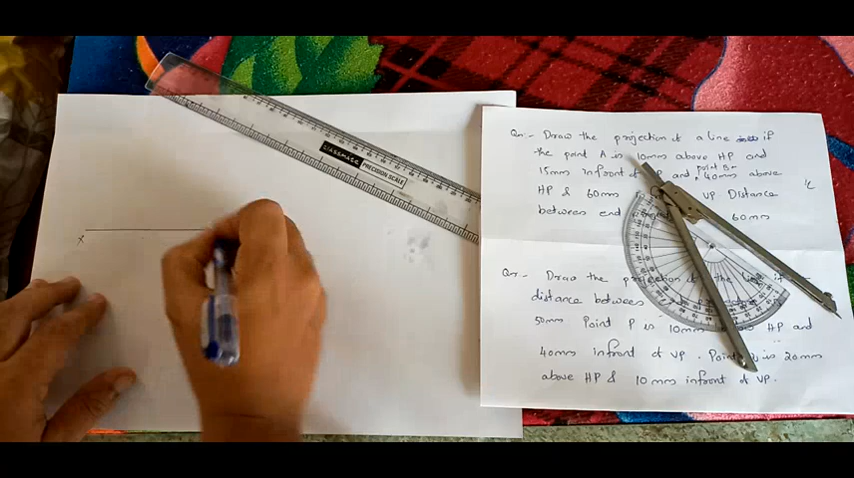 X
classmate PRECISION SCALE
Qn:- Draw the projection of a line if
the point A is 10mm above HP and
15mm infront of VP and point B is 40mm above
HP & 60mm VP Distance
between end 60mm
Qn:- Draw the projection of the line if
distance between
50mm Point P is 10mm HP and
40mm infront of VP. Point is 20mm
above HP & 10mm infront of VP.